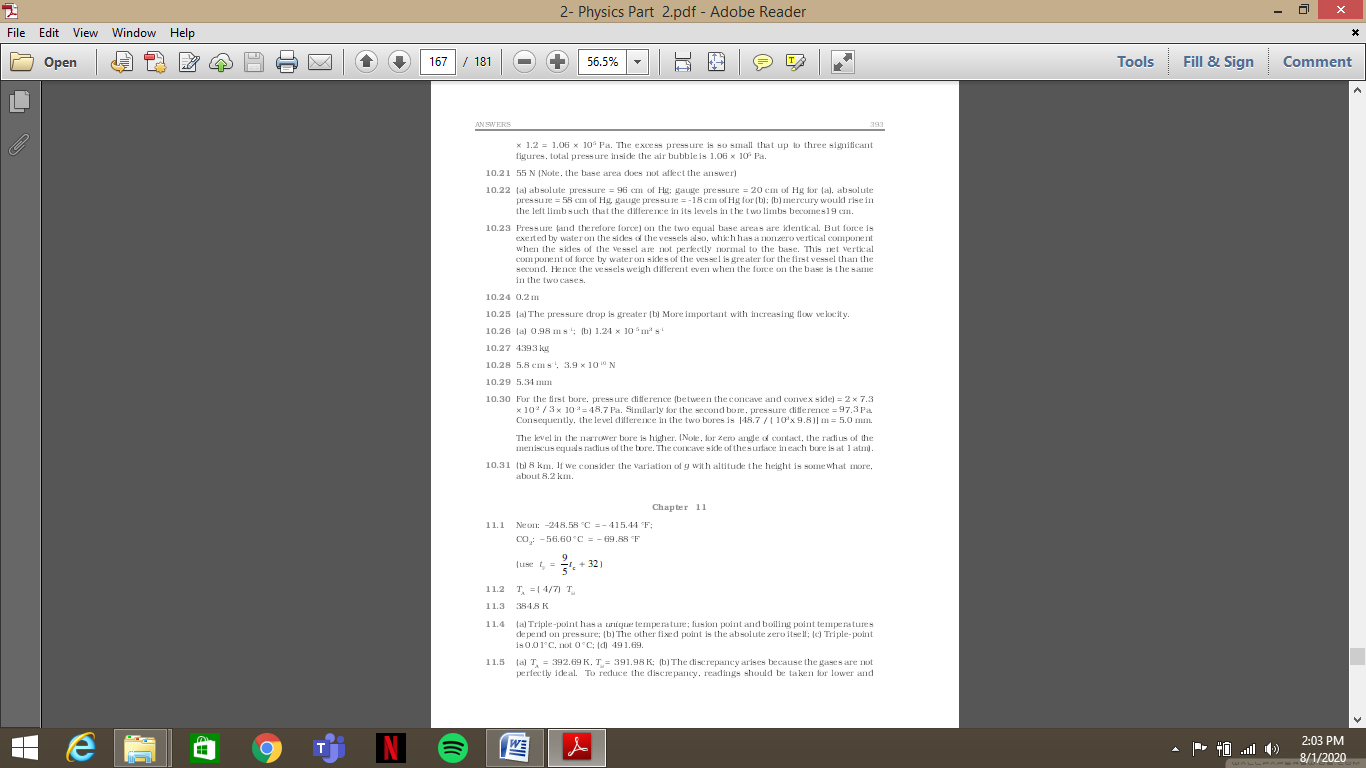 2- Physics Part 2.pdf - Adobe Reader
File Edit View Window Help
Open 167 / 181 56.5% Tools Fill & Sign Comment
ANSWERS 393
× 1.2 = 1.06 × 10⁵ Pa. The excess pressure is so small that up to three significant
figures, total pressure inside the air bubble is 1.06 × 10⁵ Pa.
10.21 55 N (Note, the base area does not affect the answer)
10.22 (a) absolute pressure = 96 cm of Hg; gauge pressure = 20 cm of Hg for (a), absolute
pressure = 58 cm of Hg, gauge pressure = -18 cm of Hg for (b); (b) mercury would rise in
the left limb such that the difference in its levels in the two limbs becomes19 cm.
10.23 Pressure (and therefore force) on the two equal base areas are identical. But force is
exerted by water on the sides of the vessels also, which has a nonzero vertical component
when the sides of the vessel are not perfectly normal to the base. This net vertical
component of force by water on sides of the vessel is greater for the first vessel than the
second. Hence the vessels weigh different even when the force on the base is the same
in the two cases.
10.24 0.2 m
10.25 (a) The pressure drop is greater (b) More important with increasing flow velocity.
10.26 (a) 0.98 m s⁻¹; (b) 1.24 × 10⁻⁵ m³ s⁻¹
10.27 4393 kg
10.28 5.8 cm s⁻¹, 3.9 × 10⁻¹⁰ N
10.29 5.34 mm
10.30 For the first bore, pressure difference (between the concave and convex side) = 2 × 7.3
× 10⁻² / 3 × 10⁻³ = 48.7 Pa. Similarly for the second bore, pressure difference = 97.3 Pa.
Consequently, the level difference in the two bores is [48.7 / ( 10³ x 9.8)] m = 5.0 mm.
The level in the narrower bore is higher. (Note, for zero angle of contact, the radius of the
meniscus equals radius of the bore. The concave side of the surface in each bore is at 1 atm).
10.31 (b) 8 km. If we consider the variation of g with altitude the height is somewhat more,
about 8.2 km.
Chapter 11
11.1 Neon: –248.58 °C = – 415.44 °F;
CO₂: – 56.60 °C = – 69.88 °F
(use t_F = 9/5 t_c + 32)
11.2 T_A = ( 4/7) T_B
11.3 384.8 K
11.4 (a) Triple-point has a unique temperature; fusion point and boiling point temperatures
depend on pressure; (b) The other fixed point is the absolute zero itself; (c) Triple-point
is 0.01°C, not 0 °C; (d) 491.69.
11.5 (a) T_A = 392.69 K, T_B = 391.98 K; (b) The discrepancy arises because the gases are not
perfectly ideal. To reduce the discrepancy, readings should be taken for lower and
2:03 PM
8/1/2020